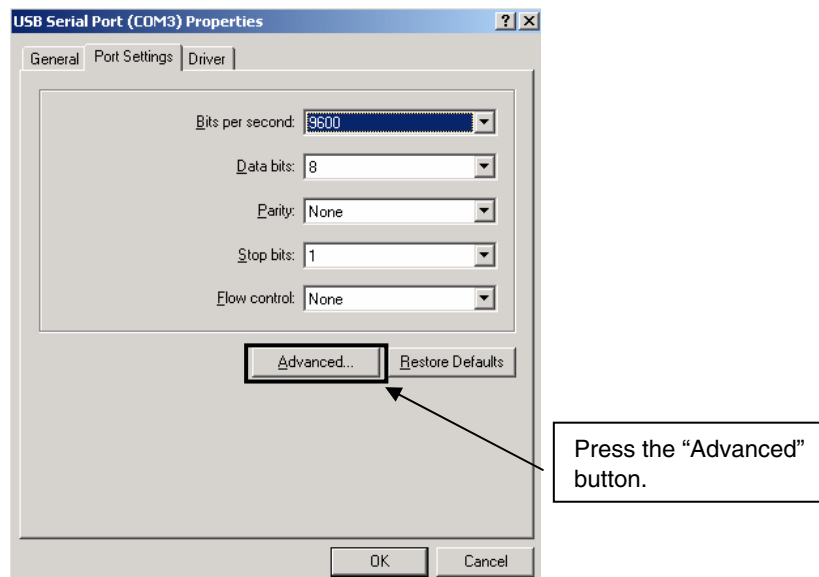 USB Serial Port (COM3) Properties
General Port Settings Driver
Bits per second: 9600
Data bits: 8
Parity: None
Stop bits: 1
Flow control: None
Advanced... Restore Defaults
Press the “Advanced”
button.
OK Cancel